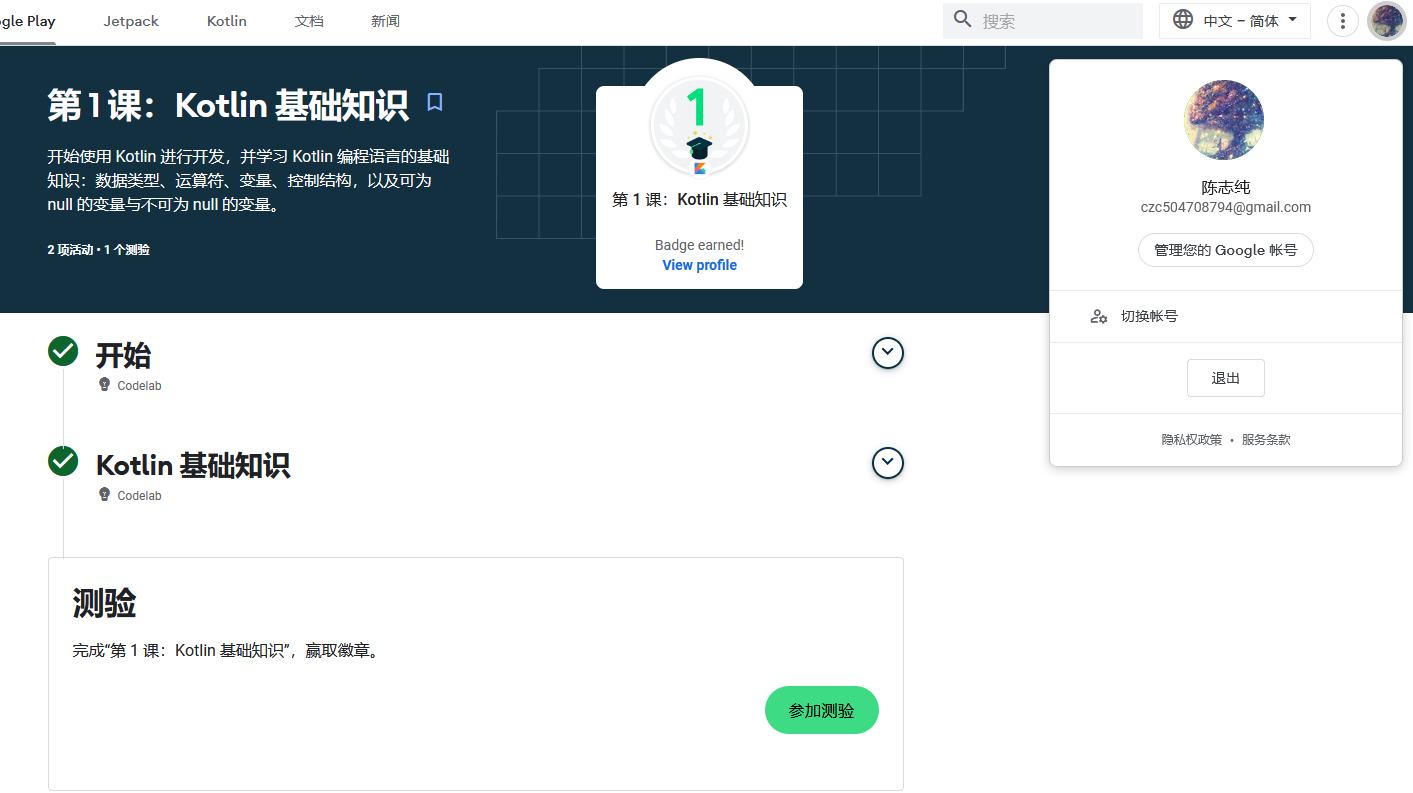 gle Play Jetpack Kotlin 文档 新闻 搜索 中文 – 简体
第 1 课：Kotlin 基础知识
开始使用 Kotlin 进行开发，并学习 Kotlin 编程语言的基础
知识：数据类型、运算符、变量、控制结构，以及可为
null 的变量与不可为 null 的变量。
2 项活动 • 1 个测验
1
第 1 课：Kotlin 基础知识
Badge earned!
View profile
陈志纯
czc504708794@gmail.com
管理您的 Google 帐号
切换帐号
退出
隐私权政策 • 服务条款
开始
Codelab
Kotlin 基础知识
Codelab
测验
完成“第 1 课：Kotlin 基础知识”，赢取徽章。
参加测验